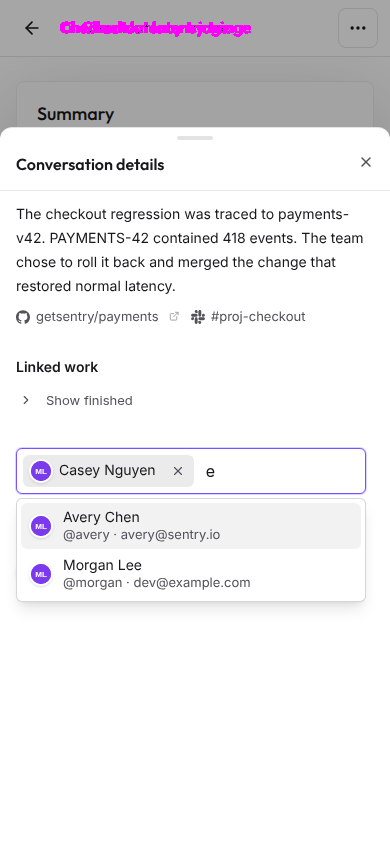 Summary
Conversation details
The checkout regression was traced to payments-
v42. PAYMENTS-42 contained 418 events. The team
chose to roll it back and merged the change that
restored normal latency.
getsentry/payments #proj-checkout
Linked work
Show finished
ML Casey Nguyen e
Avery Chen
ML @avery · avery@sentry.io
Morgan Lee
ML @morgan · dev@example.com